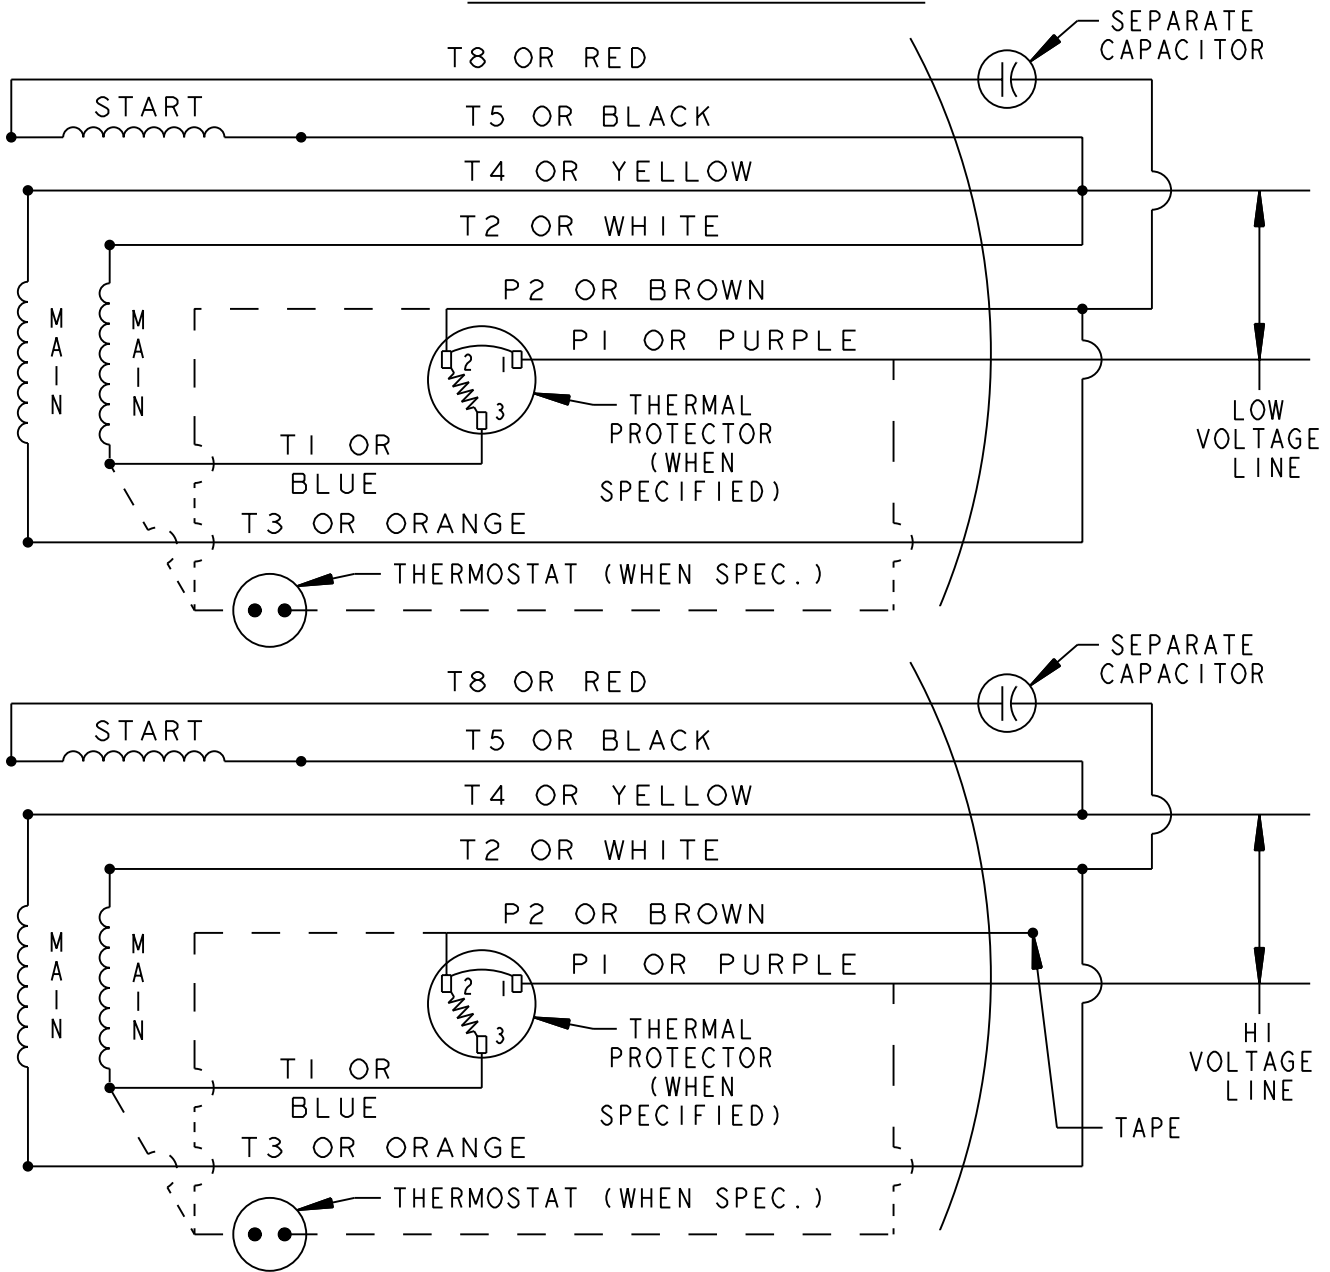 SEPARATE
CAPACITOR
T8 OR RED
START
T5 OR BLACK
T4 OR YELLOW
T2 OR WHITE
P2 OR BROWN
MAIN
MAIN
P1 OR PURPLE
2
1
3
THERMAL
PROTECTOR
(WHEN
SPECIFIED)
LOW
VOLTAGE
LINE
T1 OR
BLUE
T3 OR ORANGE
THERMOSTAT (WHEN SPEC.)
SEPARATE
CAPACITOR
T8 OR RED
START
T5 OR BLACK
T4 OR YELLOW
T2 OR WHITE
P2 OR BROWN
MAIN
MAIN
P1 OR PURPLE
2
1
3
THERMAL
PROTECTOR
(WHEN
SPECIFIED)
HI
VOLTAGE
LINE
T1 OR
BLUE
TAPE
T3 OR ORANGE
THERMOSTAT (WHEN SPEC.)